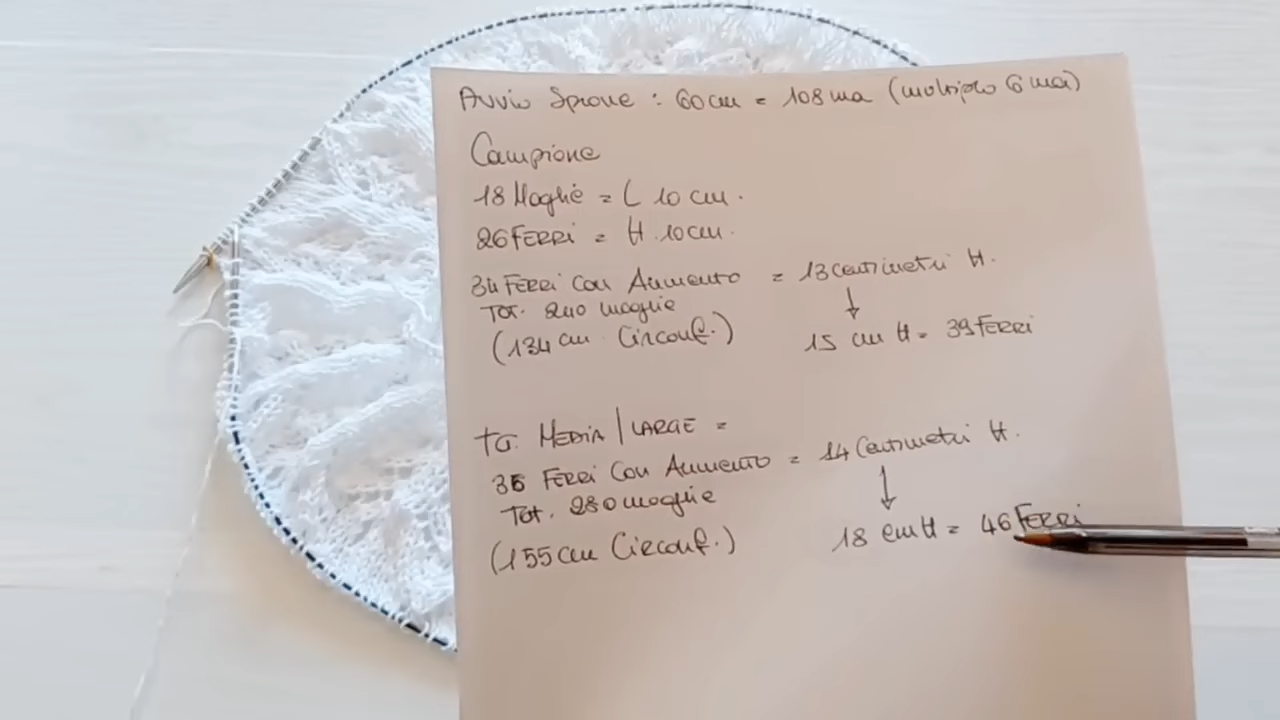 Avvio Sprone : 60 cm = 108 ma (multiplo 6 ma)
Campione
18 Maglie = L 10 cm.
26 FERRI = H 10 cm.
34 FERRI Con Aumento = 13 centimetri H.
TOT. 240 maglie
(134 cm Circonf.) 15 cm H = 39 FERRI
TG. MEDIA / LARGE =
36 FERRI Con Aumento = 14 Centimetri H.
TOT. 280 maglie
(155 cm Circonf.) 18 cm H = 46 FERRI